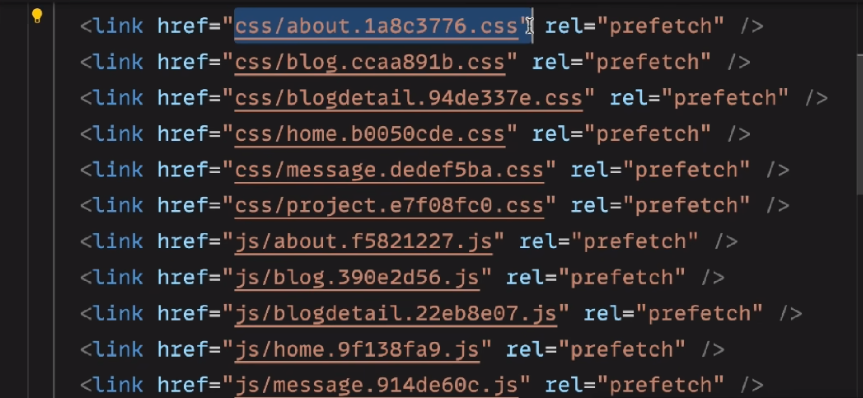 <link href="css/about.1a8c3776.css" rel="prefetch" />
<link href="css/blog.ccaa891b.css" rel="prefetch" />
<link href="css/blogdetail.94de337e.css" rel="prefetch" />
<link href="css/home.b0050cde.css" rel="prefetch" />
<link href="css/message.dedef5ba.css" rel="prefetch" />
<link href="css/project.e7f08fc0.css" rel="prefetch" />
<link href="js/about.f5821227.js" rel="prefetch" />
<link href="js/blog.390e2d56.js" rel="prefetch" />
<link href="js/blogdetail.22eb8e07.js" rel="prefetch" />
<link href="js/home.9f138fa9.js" rel="prefetch" />
<link href="js/message.914de60c.js" rel="prefetch" />